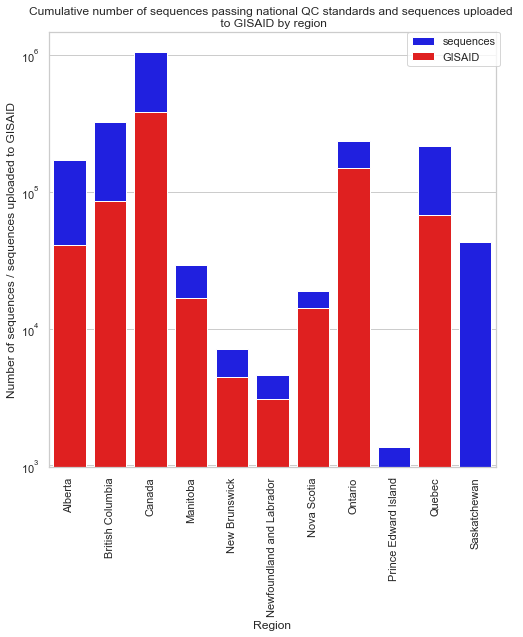 Cumulative number of sequences passing national QC standards and sequences uploaded
to GISAID by region
sequences
GISAID
Number of sequences / sequences uploaded to GISAID
10⁶
10⁵
10⁴
10³
Alberta
British Columbia
Canada
Manitoba
New Brunswick
Newfoundland and Labrador
Nova Scotia
Ontario
Prince Edward Island
Quebec
Saskatchewan
Region